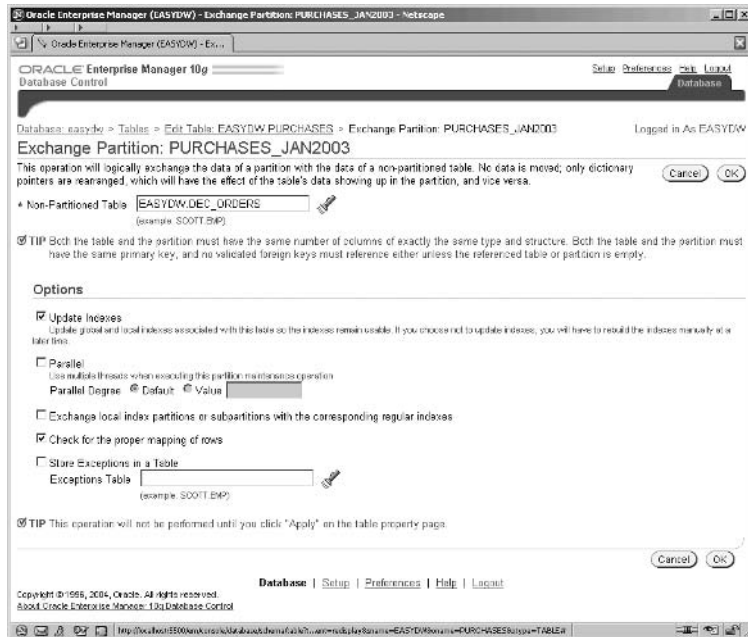 Oracle Enterprise Manager (EASYDW) - Exchange Partition: PURCHASES_JAN2003 - Netscape
Oracle Enterprise Manager (EASYDW) - Ex...
ORACLE Enterprise Manager 10g
Database Control
Setup Preferences Help Logout
Database
Database: easydw > Tables > Edit Table: EASYDW.PURCHASES > Exchange Partition: PURCHASES_JAN2003 Logged in As EASYDW
Exchange Partition: PURCHASES_JAN2003
This operation will logically exchange the data of a partition with the data of a non-partitioned table. No data is moved; only dictionary
pointers are rearranged, which will have the effect of the table's data showing up in the partition, and vice versa.
Cancel OK
* Non-Partitioned Table EASYDW.DEC_ORDERS
(example: SCOTT.EMP)
TIP Both the table and the partition must have the same number of columns of exactly the same type and structure. Both the table and the partition must
have the same primary key, and no validated foreign keys must reference either unless the referenced table or partition is empty.
Options
Update Indexes
Update global and local indexes associated with this table so the indexes remain usable. If you choose not to update indexes, you will have to rebuild the indexes manually at a
later time.
Parallel
Use multiple threads when executing this partition maintenance operation
Parallel Degree Default Value
Exchange local index partitions or subpartitions with the corresponding regular indexes
Check for the proper mapping of rows
Store Exceptions in a Table
Exceptions Table
(example: SCOTT.EMP)
TIP This operation will not be performed until you click "Apply" on the table property page.
Cancel OK
Database | Setup | Preferences | Help | Logout
Copyright © 1996, 2004, Oracle. All rights reserved.
About Oracle Enterprise Manager 10g Database Control